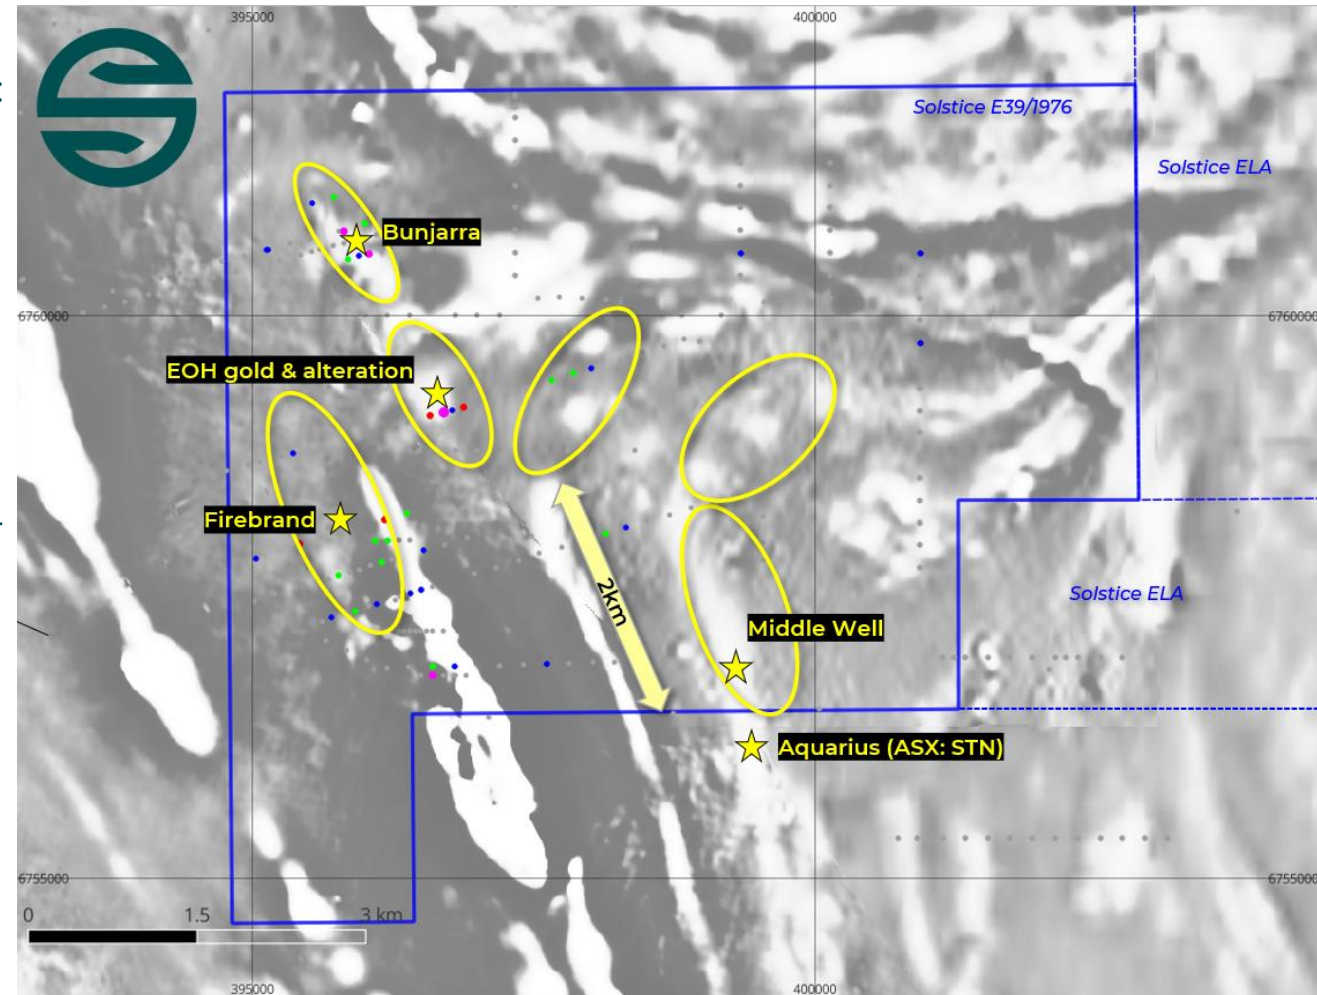 395000
400000
Solstice E39/1976
Solstice ELA
Bunjarra
6760000
6760000
EOH gold & alteration
Firebrand
2km
Solstice ELA
Middle Well
Aquarius (ASX: STN)
6755000
6755000
0 1.5 3 km
395000
400000